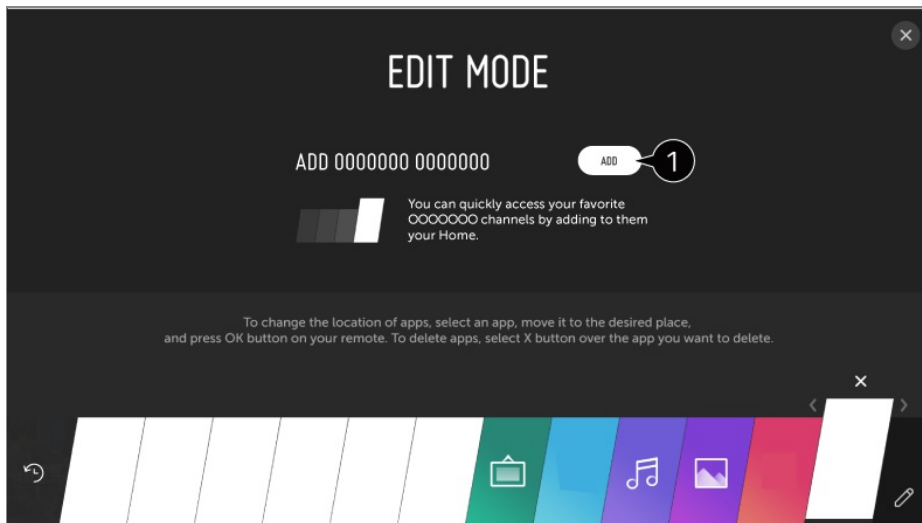 EDIT MODE
ADD OOOOOOO OOOOOOO
ADD
1
You can quickly access your favorite
OOOOOOO channels by adding to them
your Home.
To change the location of apps, select an app, move it to the desired place,
and press OK button on your remote. To delete apps, select X button over the app you want to delete.